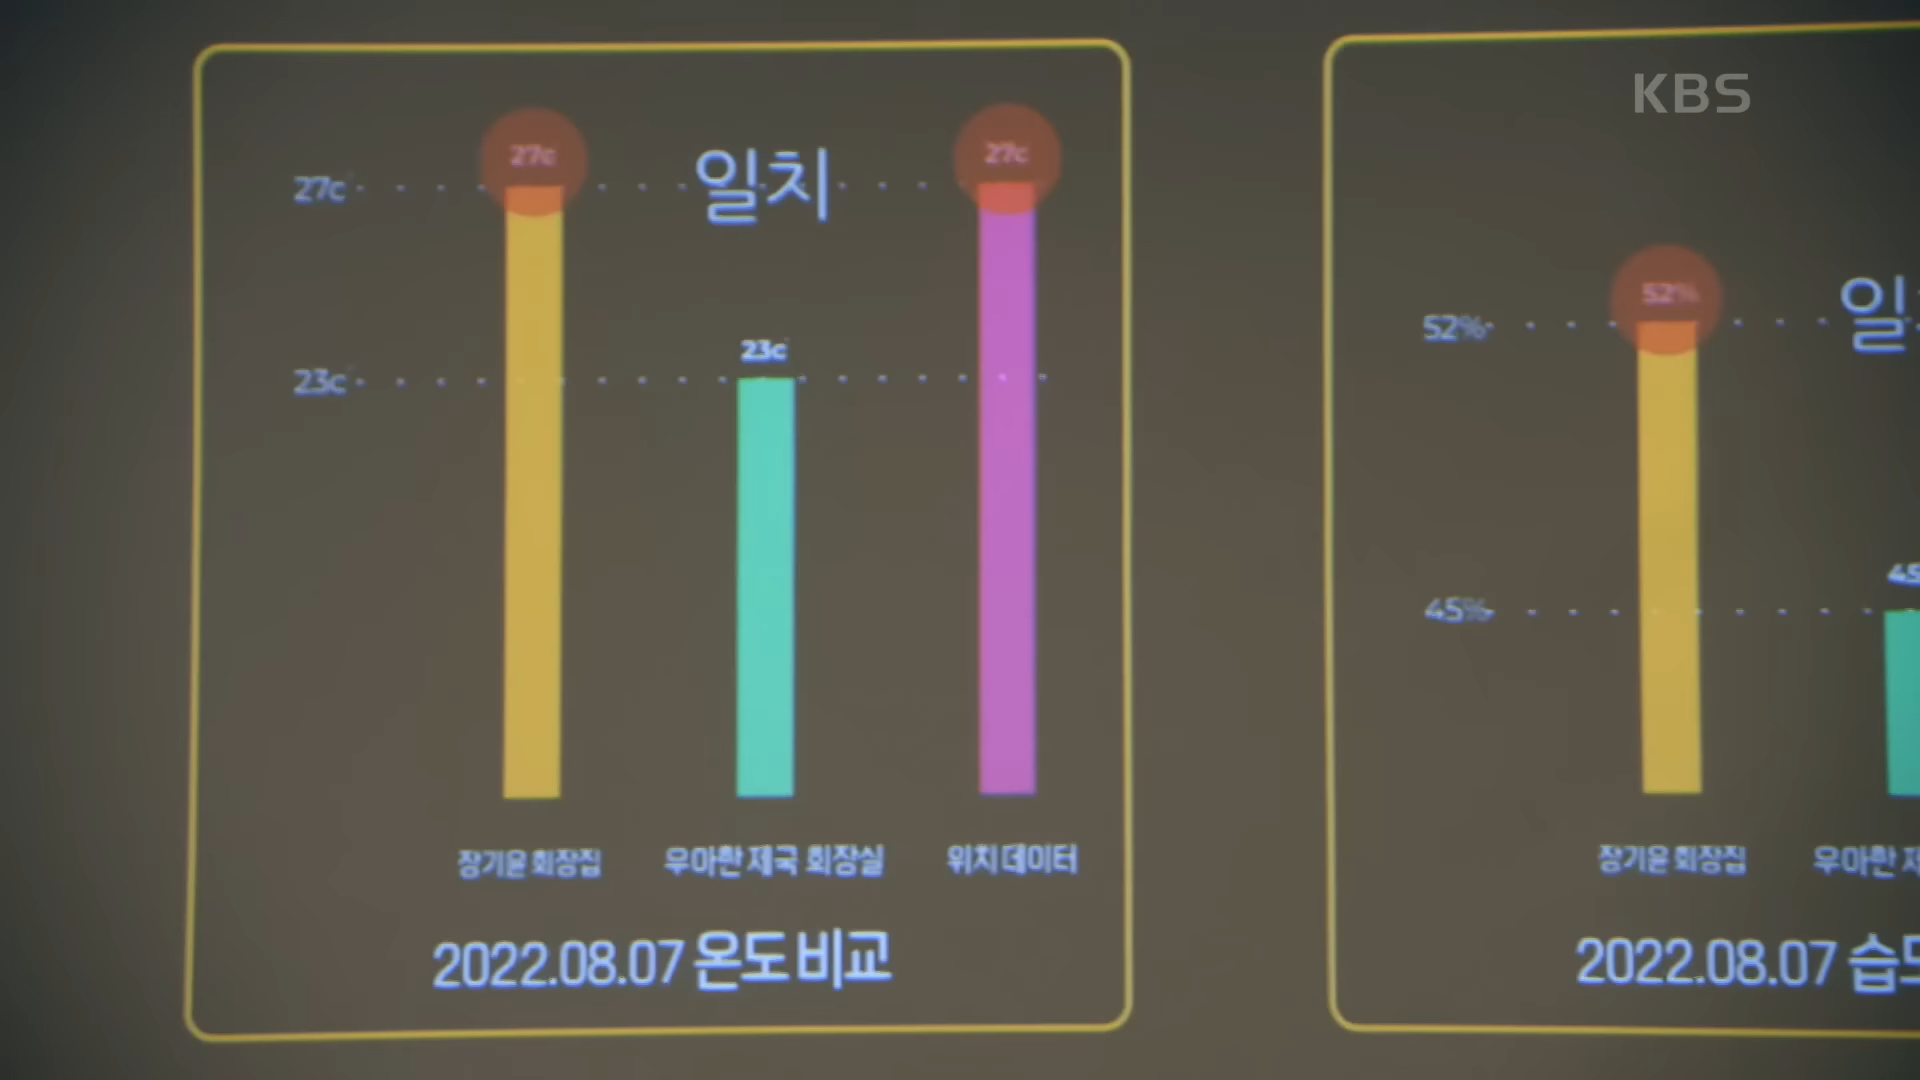 KBS
27c
27c
일치
27c
23c
23c
장기윤 회장집
우아한 제국 회장실
위치 데이터
2022.08.07 온도 비교
52%
52%
45%
장기윤 회장집
우아한
2022.08.07